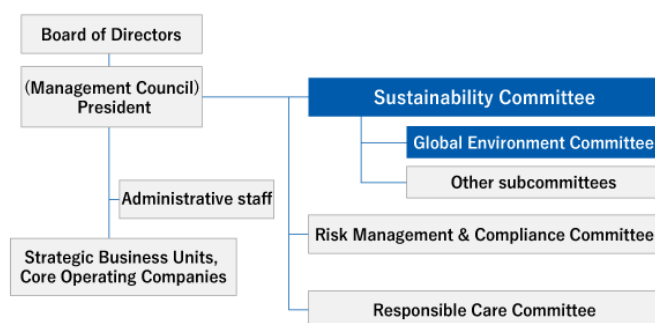 Board of Directors
(Management Council)
President
Sustainability Committee
Global Environment Committee
Other subcommittees
Administrative staff
Risk Management & Compliance Committee
Strategic Business Units,
Core Operating Companies
Responsible Care Committee